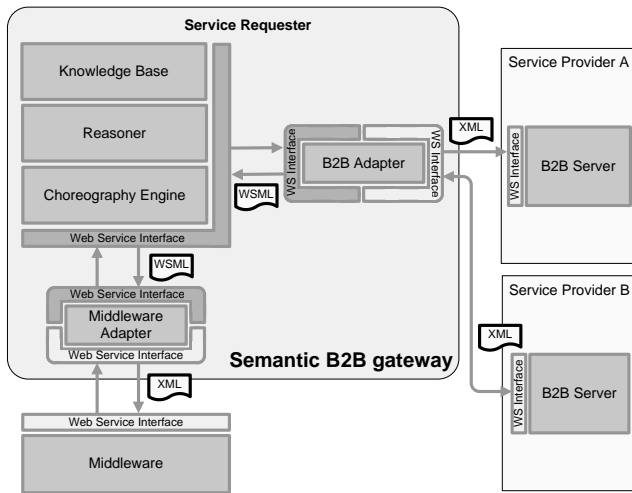 Service Requester
Knowledge Base
Reasoner
Choreography Engine
Web Service Interface
WSML
Web Service Interface
Middleware
Adapter
Web Service Interface
XML
Web Service Interface
Middleware
WS Interface
B2B Adapter
WS Interface
WSML
Semantic B2B gateway
XML
Service Provider A
WS Interface
B2B Server
Service Provider B
XML
WS Interface
B2B Server